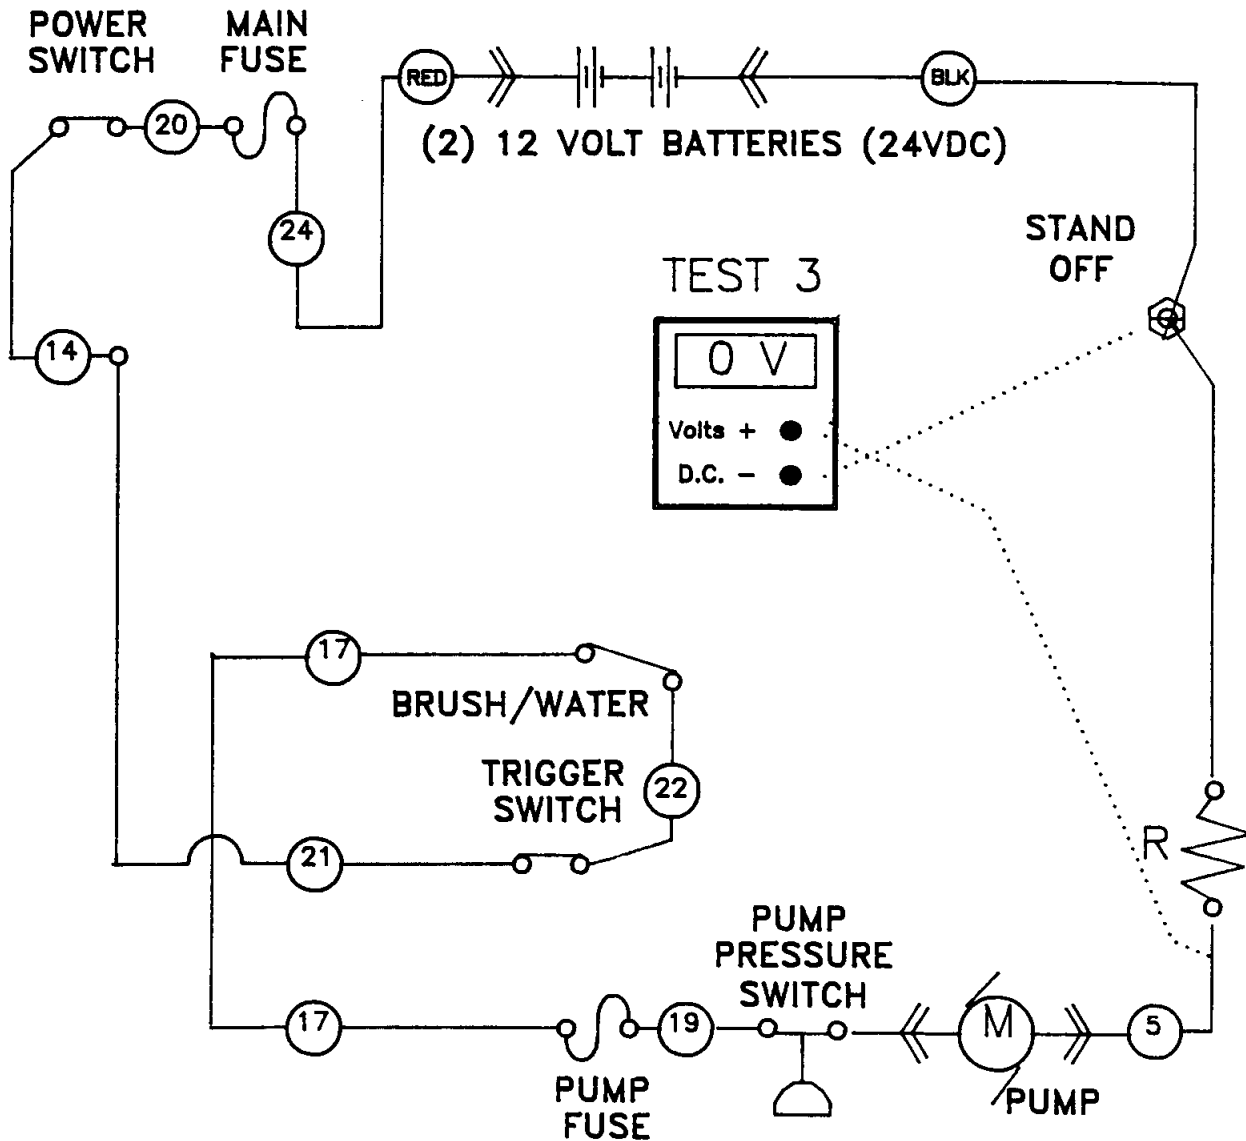 POWER
SWITCH
MAIN
FUSE
RED
BLK
20
(2) 12 VOLT BATTERIES (24VDC)
24
STAND
OFF
TEST 3
14
0 V
Volts +
D.C. -
17
BRUSH/WATER
TRIGGER
SWITCH
22
R
21
PUMP
PRESSURE
SWITCH
17
19
M
5
PUMP
FUSE
PUMP